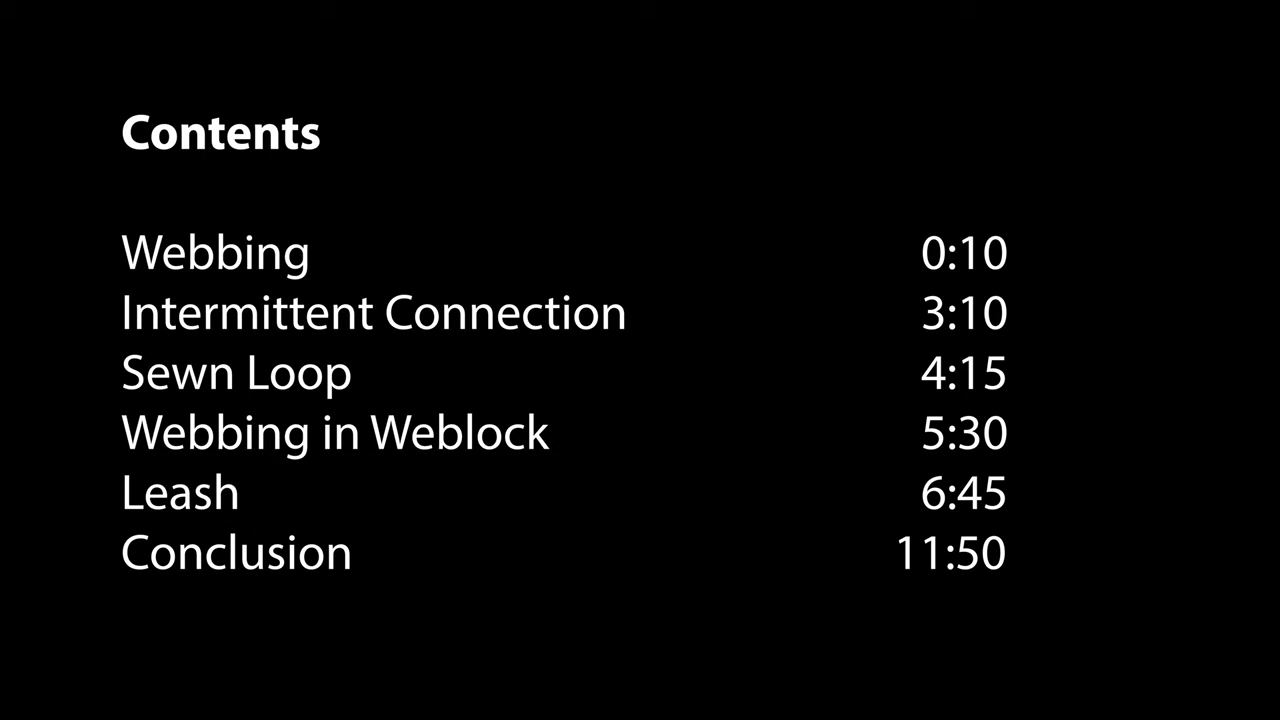 Contents
Webbing 0:10
Intermittent Connection 3:10
Sewn Loop 4:15
Webbing in Weblock 5:30
Leash 6:45
Conclusion 11:50